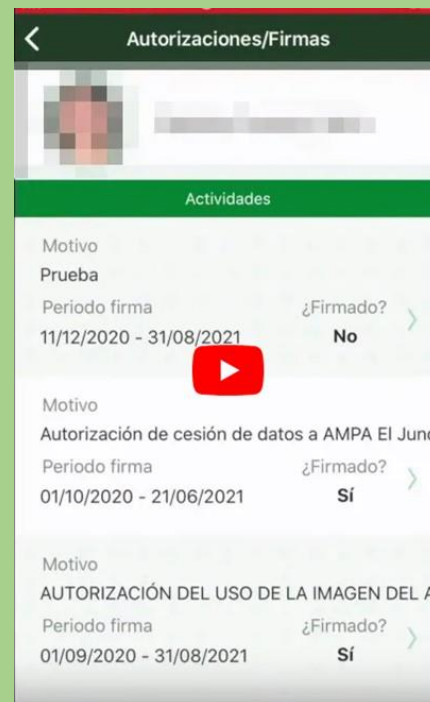 Autorizaciones/Firmas
Actividades
Motivo
Prueba
Periodo firma ¿Firmado?
11/12/2020 - 31/08/2021 No
Motivo
Autorización de cesión de datos a AMPA El
Periodo firma ¿Firmado?
01/10/2020 - 21/06/2021 Sí
Motivo
AUTORIZACIÓN DEL USO DE LA IMAGEN DEL
Periodo firma ¿Firmado?
01/09/2020 - 31/08/2021 Sí